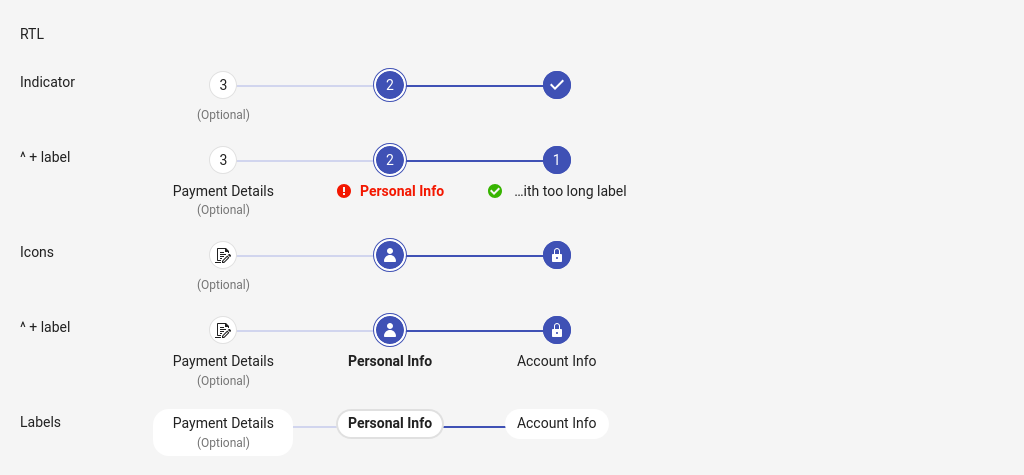 RTL
Indicator
3 2
(Optional)
^ + label
3 2 1
Payment Details Personal Info …ith too long label
(Optional)
Icons
(Optional)
^ + label
Payment Details Personal Info Account Info
(Optional)
Labels
Payment Details Personal Info Account Info
(Optional)